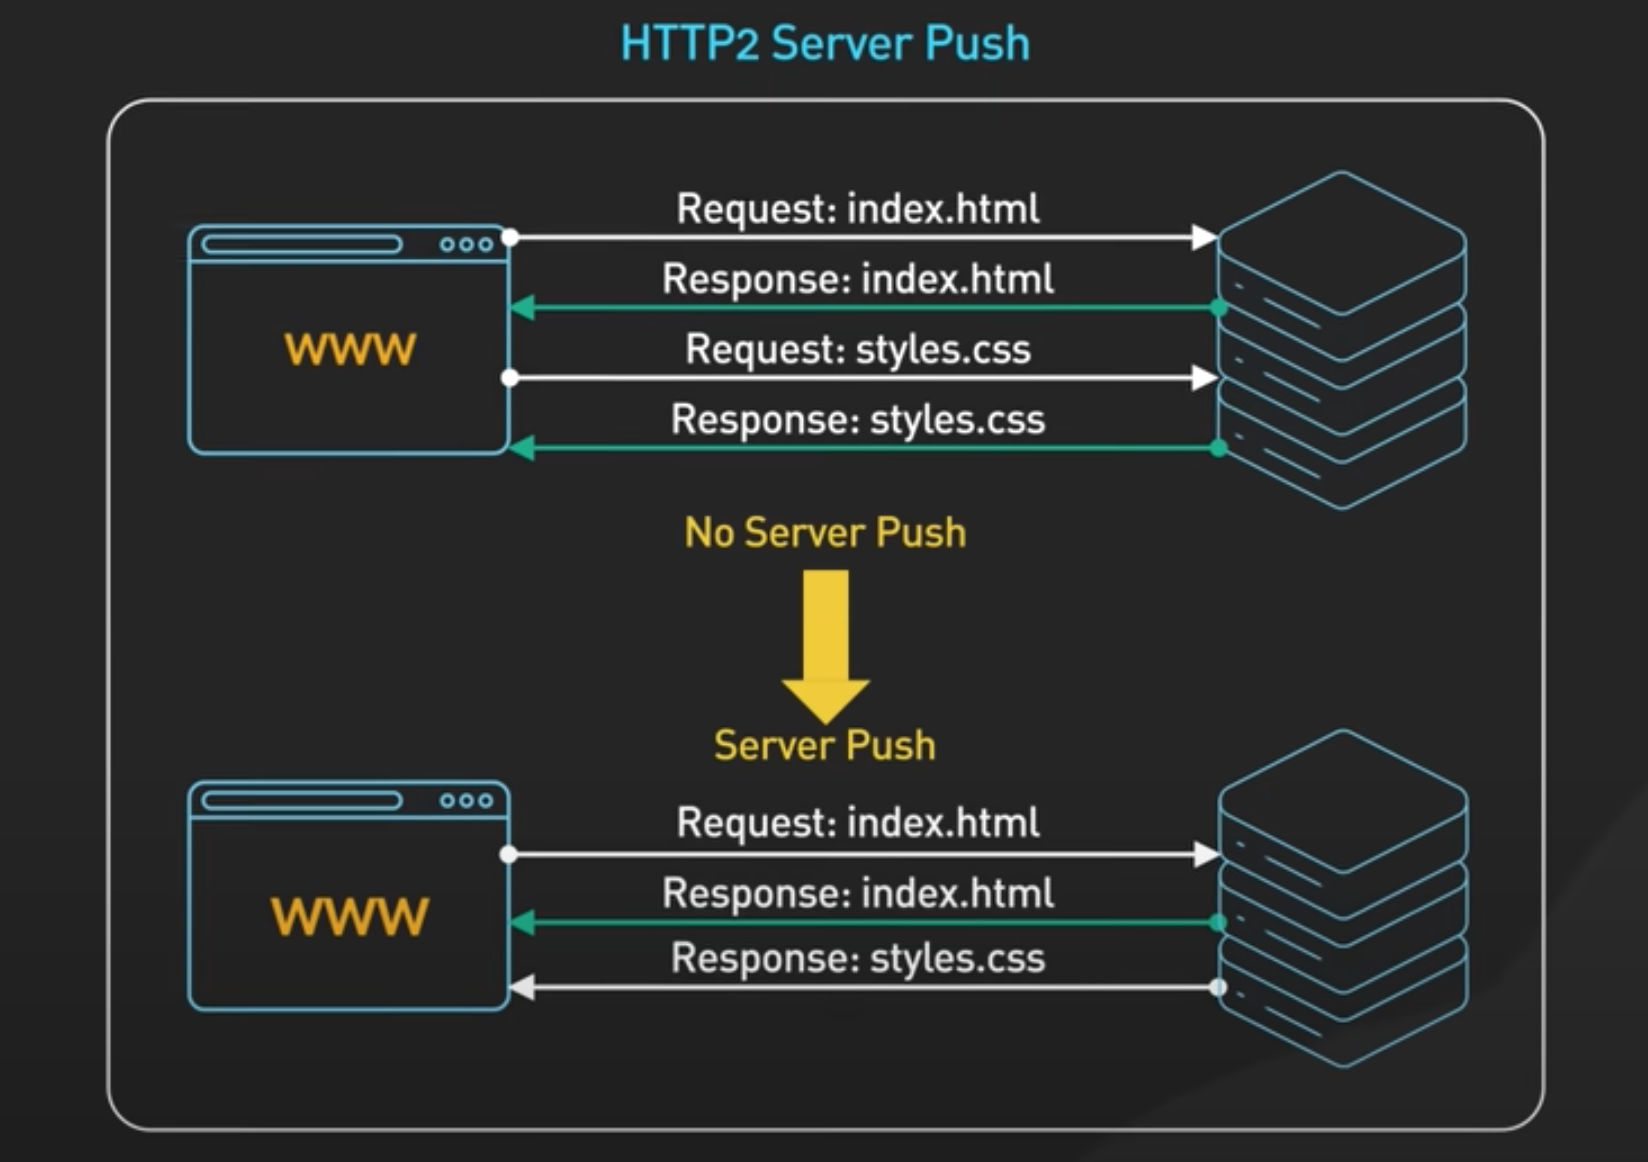 HTTP2 Server Push
Request: index.html
Response: index.html
www
Request: styles.css
Response: styles.css
No Server Push
Server Push
Request: index.html
Response: index.html
www
Response: styles.css